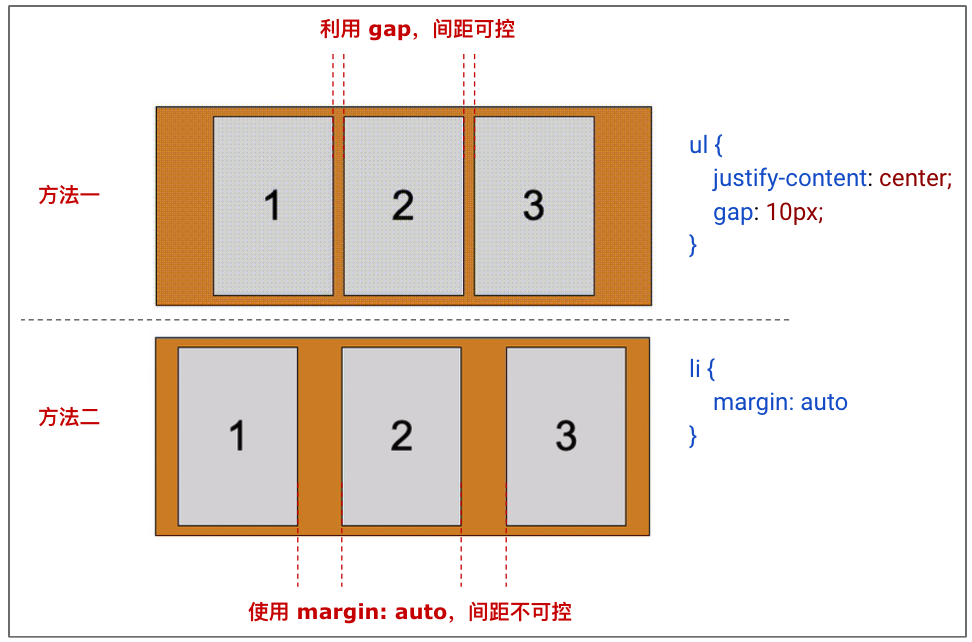 利用 gap，间距可控
方法一
1
2
3
ul {
justify-content: center;
gap: 10px;
}
方法二
1
2
3
li {
margin: auto
}
使用 margin: auto，间距不可控